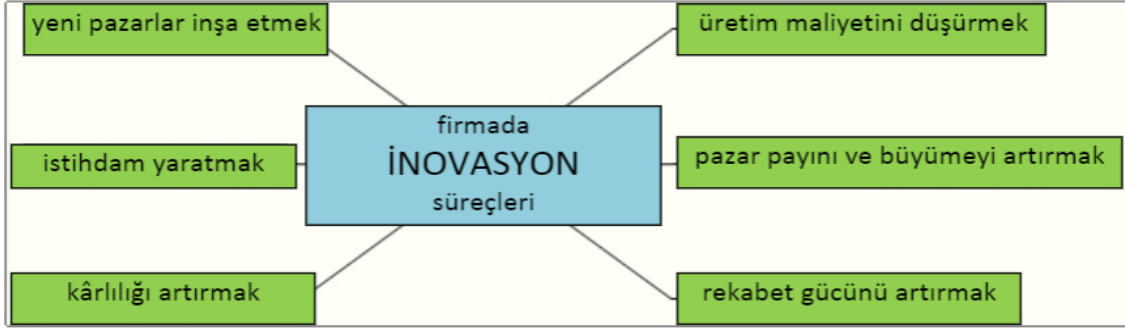 yeni pazarlar inşa etmek
üretim maliyetini düşürmek
firmada
İNOVASYON
süreçleri
istihdam yaratmak
pazar payını ve büyümeyi artırmak
kârlılığı artırmak
rekabet gücünü artırmak